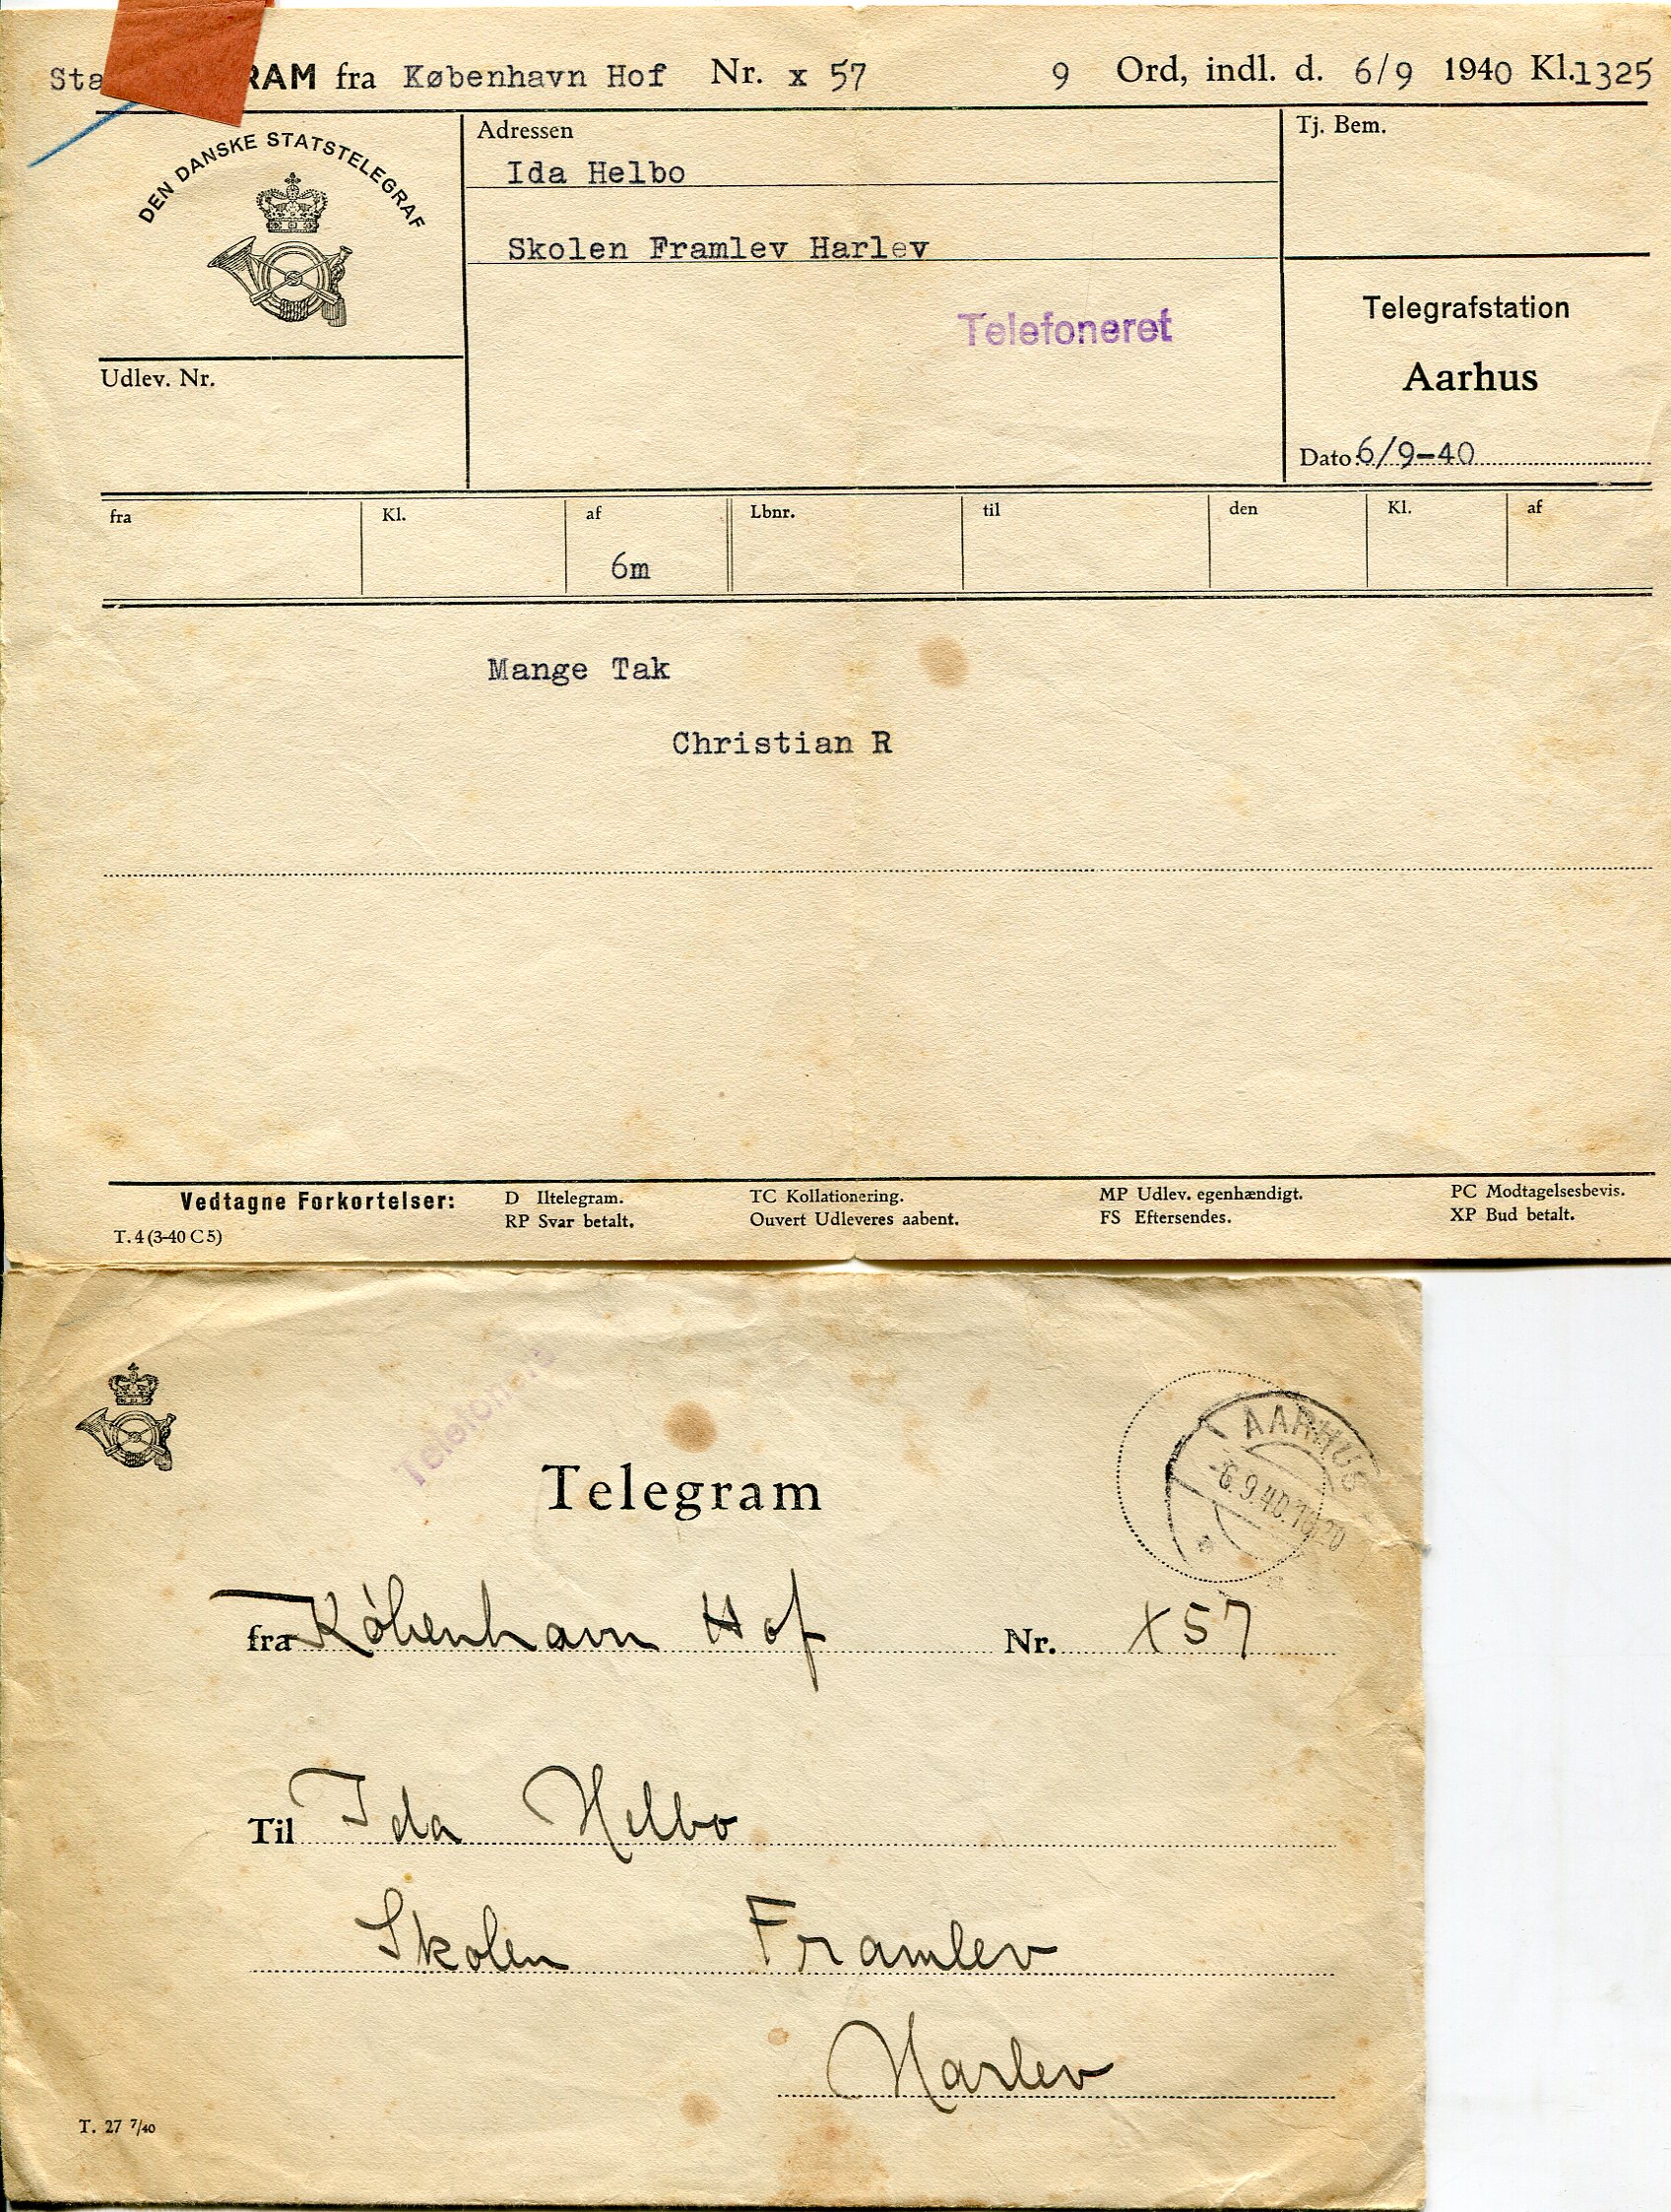 Sta RAM fra København Hof Nr. x 57 9 Ord, indl. d. 6/9 1940 Kl.1325
DEN DANSKE STATSTELEGRAF
Adressen
Ida Helbo
Skolen Framlev Harlev
Telefoneret
Tj. Bem.
Telegrafstation
Aarhus
Dato 6/9-40
Udlev. Nr.
fra Kl. af Lbnr. til den Kl. af
6m
Mange Tak
Christian R
Vedtagne Forkortelser: D Iltelegram. TC Kollationering. MP Udlev. egenhændigt. PC Modtagelsesbevis.
RP Svar betalt. Ouvert Udleveres aabent. FS Eftersendes. XP Bud betalt.
T. 4 (3-40 C 5)
AARHUS
6.9.40.
Telegram
fra København Hof Nr. X57
Til Ida Helbo
Skolen Framlev
Harlev
T. 27 7/40